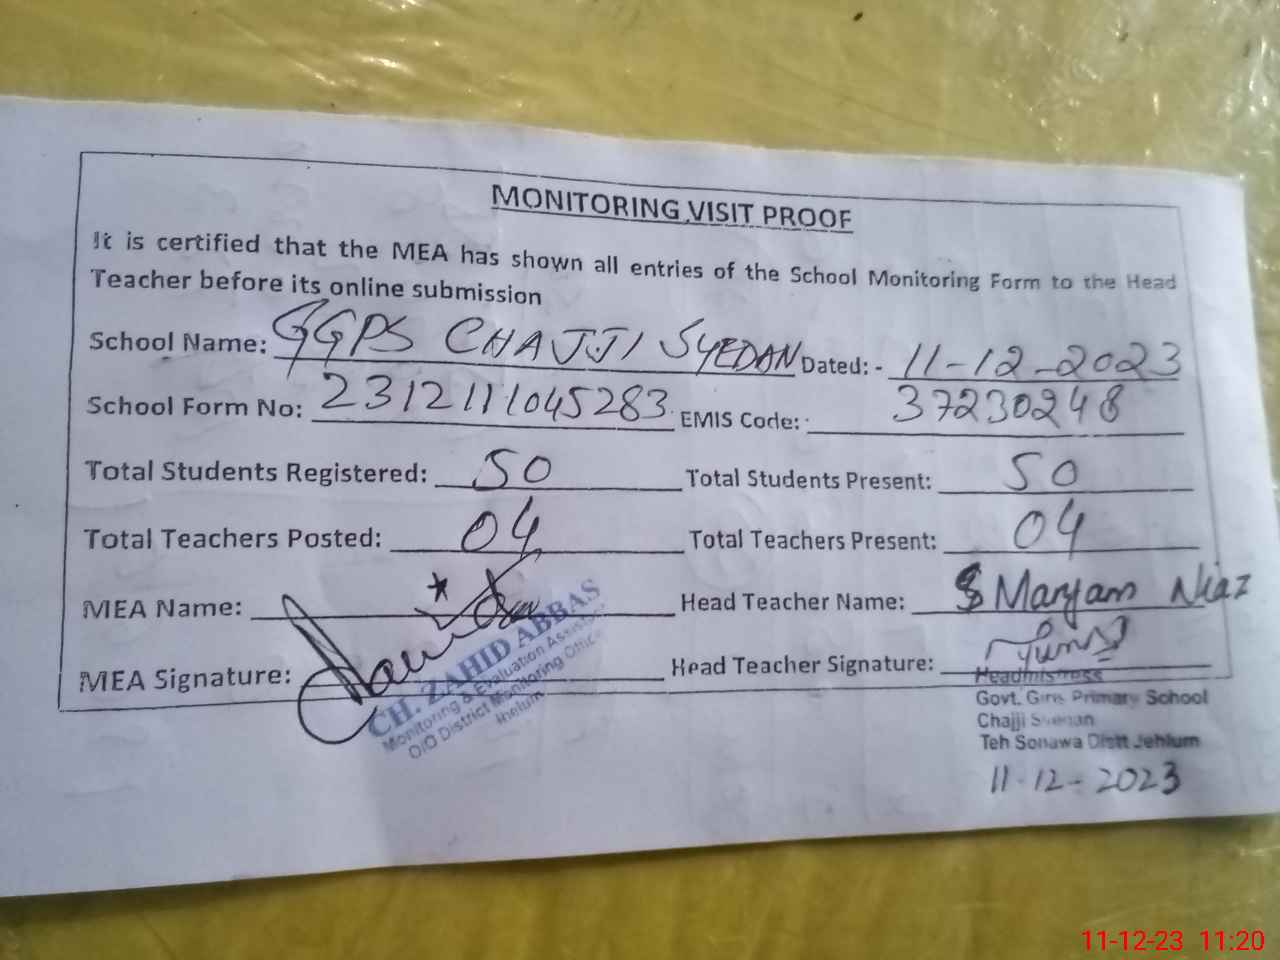 MONITORING VISIT PROOF
It is certified that the MEA has shown all entries of the School Monitoring Form to the Head
Teacher before its online submission
School Name: GGPS CHAJJI SYEDAN Dated: - 11-12-2023
School Form No: 2312111045283 EMIS Code: 37230248
Total Students Registered: 50 Total Students Present: 50
Total Teachers Posted: 04 Total Teachers Present: 04
MEA Name: Head Teacher Name: Maryam Niaz
MEA Signature: Head Teacher Signature:
CH. ZAHID ABBAS
Monitoring & Evaluation Assistant
O/O District Monitoring Officer
Jhelum
Headmistress
Govt. Girls Primary School
Chajji Syedan
Teh Sohawa Distt Jehlum
11-12-2023
11-12-23 11:20